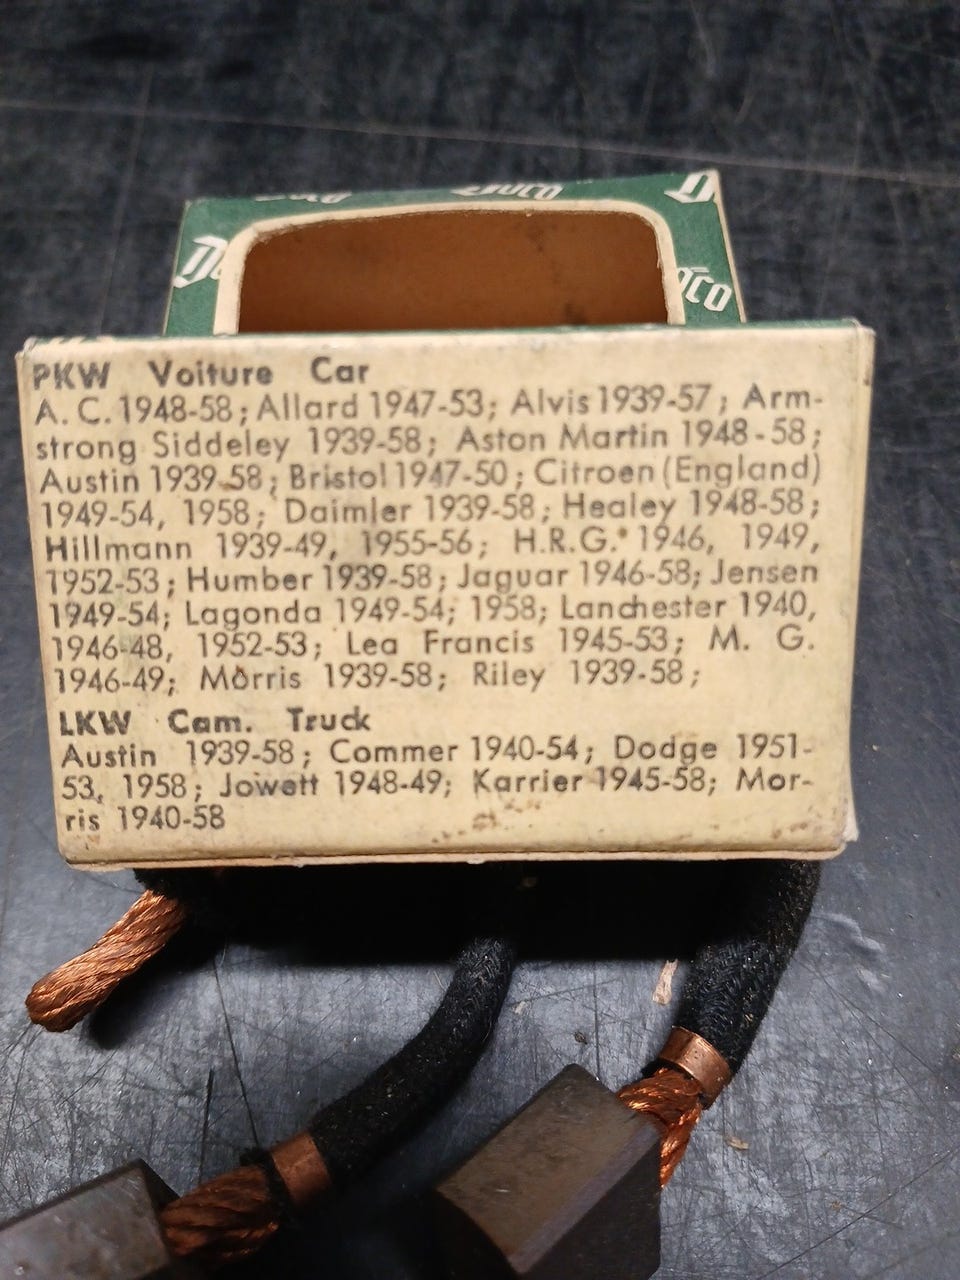 PKW Voiture Car
A. C. 1948-58; Allard 1947-53; Alvis 1939-57; Arm-
strong Siddeley 1939-58; Aston Martin 1948-58;
Austin 1939-58; Bristol 1947-50; Citroen (England)
1949-54, 1958; Daimler 1939-58; Healey 1948-58;
Hillmann 1939-49, 1955-56; H.R.G. 1946, 1949,
1952-53; Humber 1939-58; Jaguar 1946-58; Jensen
1949-54; Lagonda 1949-54; 1958; Lanchester 1940,
1946-48, 1952-53; Lea Francis 1945-53; M. G.
1946-49; Morris 1939-58; Riley 1939-58;
LKW Cam. Truck
Austin 1939-58; Commer 1940-54; Dodge 1951-
53, 1958; Jowett 1948-49; Karrier 1945-58; Mor-
ris 1940-58